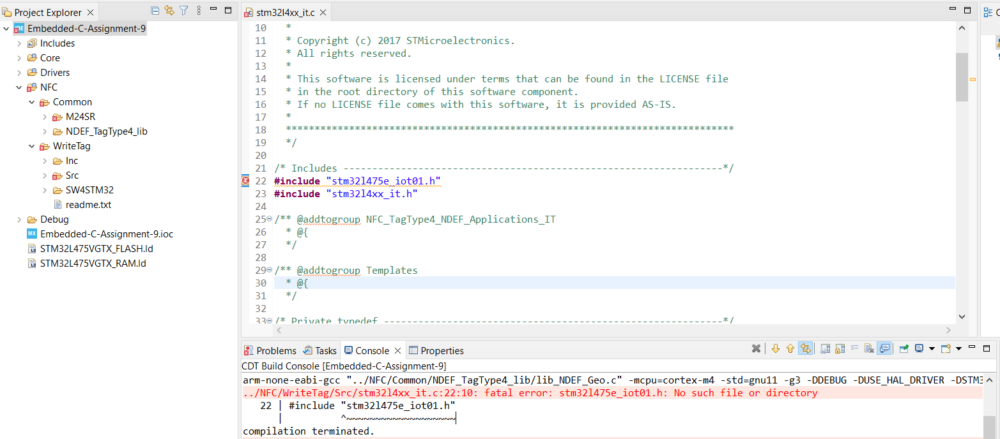 Project Explorer
Embedded-C-Assignment-9
Includes
Core
Drivers
NFC
Common
M24SR
NDEF_TagType4_lib
WriteTag
Inc
Src
SW4STM32
readme.txt
Debug
Embedded-C-Assignment-9.ioc
STM32L475VGTX_FLASH.ld
STM32L475VGTX_RAM.ld
stm32l4xx_it.c
10 *
11 * Copyright (c) 2017 STMicroelectronics.
12 * All rights reserved.
13 *
14 * This software is licensed under terms that can be found in the LICENSE file
15 * in the root directory of this software component.
16 * If no LICENSE file comes with this software, it is provided AS-IS.
17 *
18 ******************************************************************************
19 */
20
21 /* Includes ------------------------------------------------------------------*/
22 #include "stm32l475e_iot01.h"
23 #include "stm32l4xx_it.h"
24
25 /** @addtogroup NFC_TagType4_NDEF_Applications_IT
26 * @{
27 */
28
29 /** @addtogroup Templates
30 * @{
31 */
32
33 /* Private typedef -----------------------------------------------------------*/
Problems Tasks Console Properties
CDT Build Console [Embedded-C-Assignment-9]
arm-none-eabi-gcc "../NFC/Common/NDEF_TagType4_lib/lib_NDEF_Geo.c" -mcpu=cortex-m4 -std=gnu11 -g3 -DDEBUG -DUSE_HAL_DRIVER -DSTM3
../NFC/WriteTag/Src/stm32l4xx_it.c:22:10: fatal error: stm32l475e_iot01.h: No such file or directory
22 | #include "stm32l475e_iot01.h"
| ^~~~~~~~~~~~~~~~~~~~
compilation terminated.